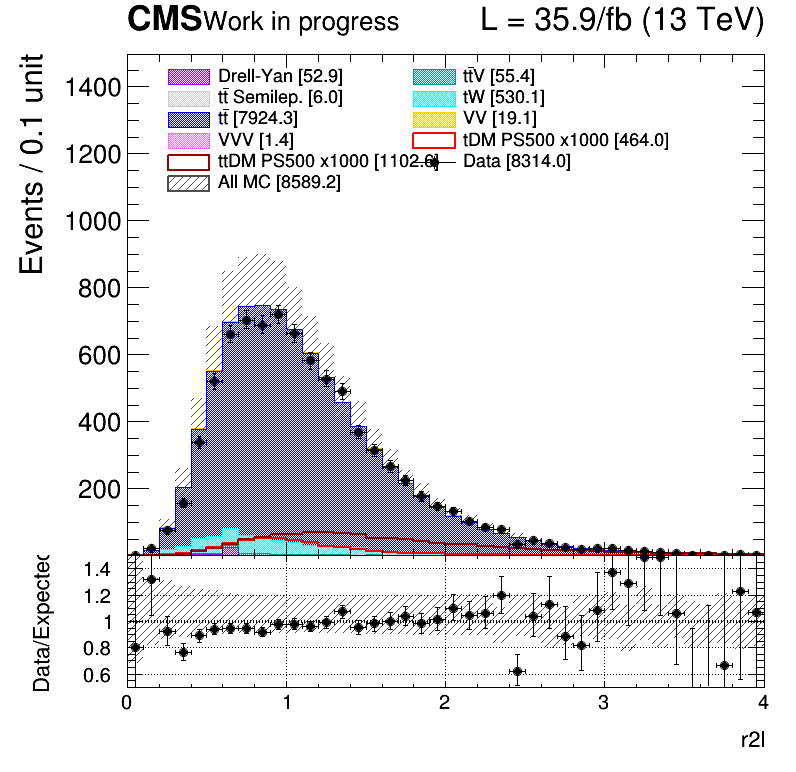 CMS Work in progress L = 35.9/fb (13 TeV)
Events / 0.1 unit
1400
1200
1000
800
600
400
200
Drell-Yan [52.9]
tt̄V [55.4]
tt̄ Semilep. [6.0]
tW [530.1]
tt̄ [7924.3]
VV [19.1]
VVV [1.4]
tDM PS500 x1000 [464.0]
ttDM PS500 x1000 [1102.6]
Data [8314.0]
All MC [8589.2]
Data/Expected
1.4
1.2
1
0.8
0.6
0 1 2 3 4
r2l